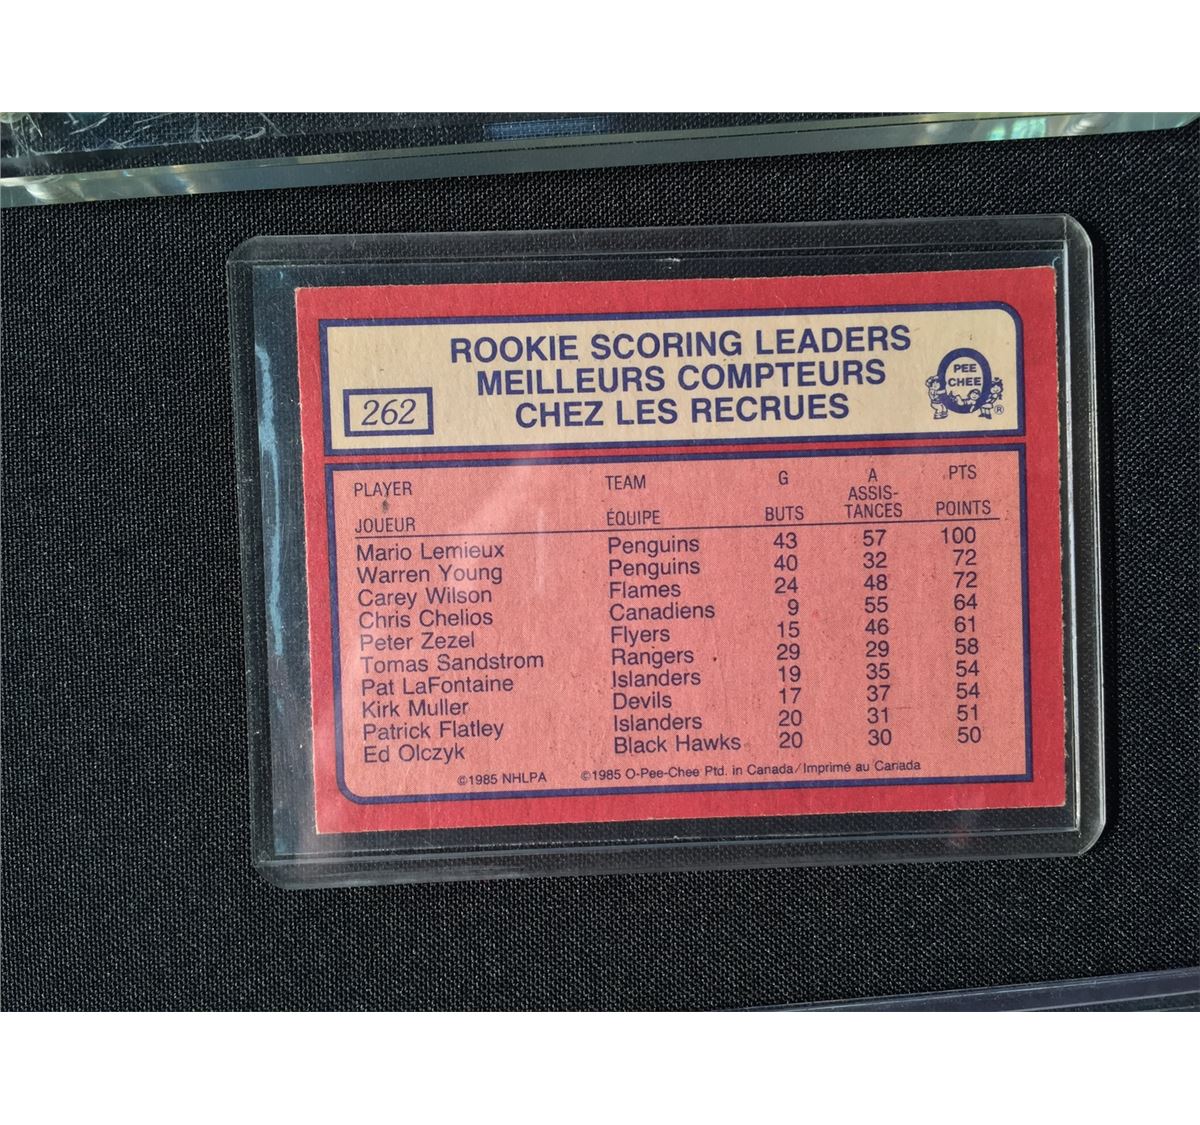 ROOKIE SCORING LEADERS
MEILLEURS COMPTEURS
CHEZ LES RECRUES
262
PEE
CHEE
®
PLAYER TEAM G A PTS
ASSIS-
JOUEUR ÉQUIPE BUTS TANCES POINTS
Mario Lemieux Penguins 43 57 100
Warren Young Penguins 40 32 72
Carey Wilson Flames 24 48 72
Chris Chelios Canadiens 9 55 64
Peter Zezel Flyers 15 46 61
Tomas Sandstrom Rangers 29 29 58
Pat LaFontaine Islanders 19 35 54
Kirk Muller Devils 17 37 54
Patrick Flatley Islanders 20 31 51
Ed Olczyk Black Hawks 20 30 50
©1985 NHLPA ©1985 O-Pee-Chee Ptd. in Canada/Imprimé au Canada